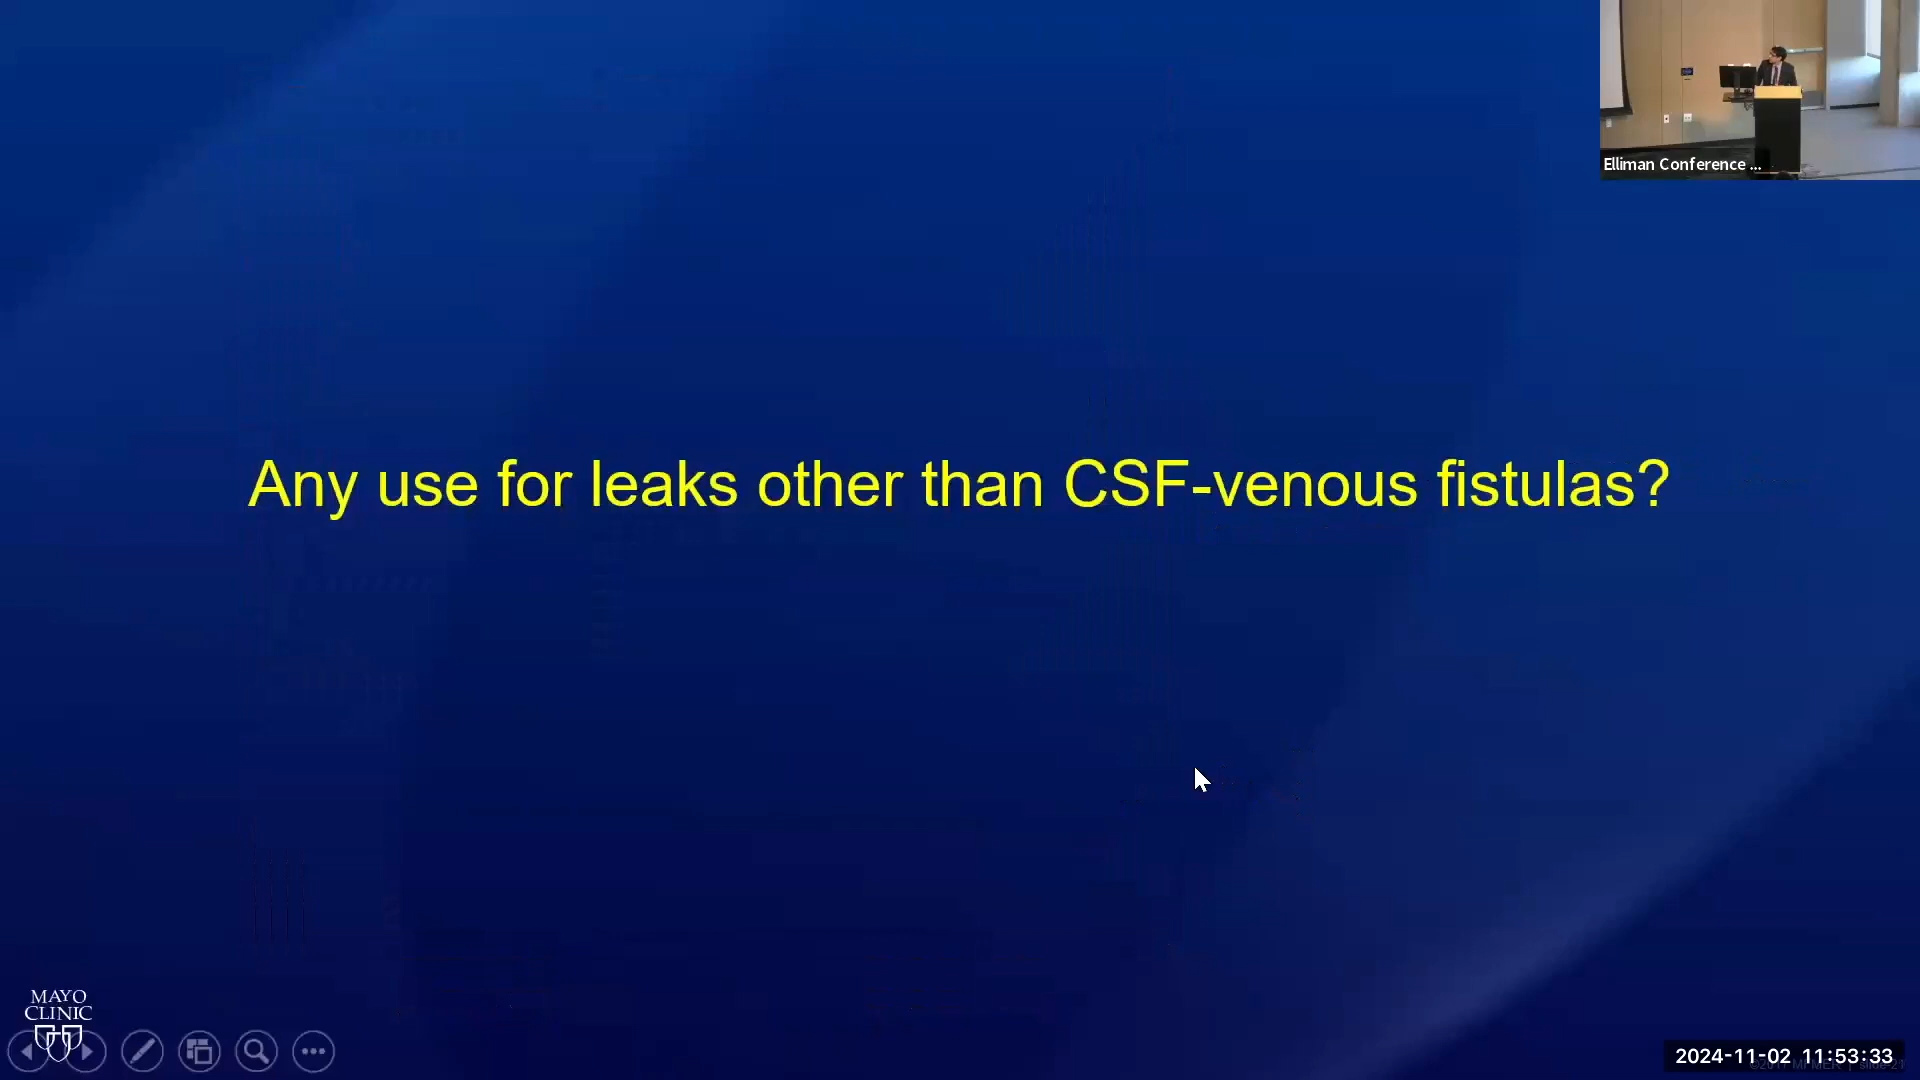 Elliman Conference ...
Any use for leaks other than CSF-venous fistulas?
MAYO
CLINIC
2024-11-02 11:53:33